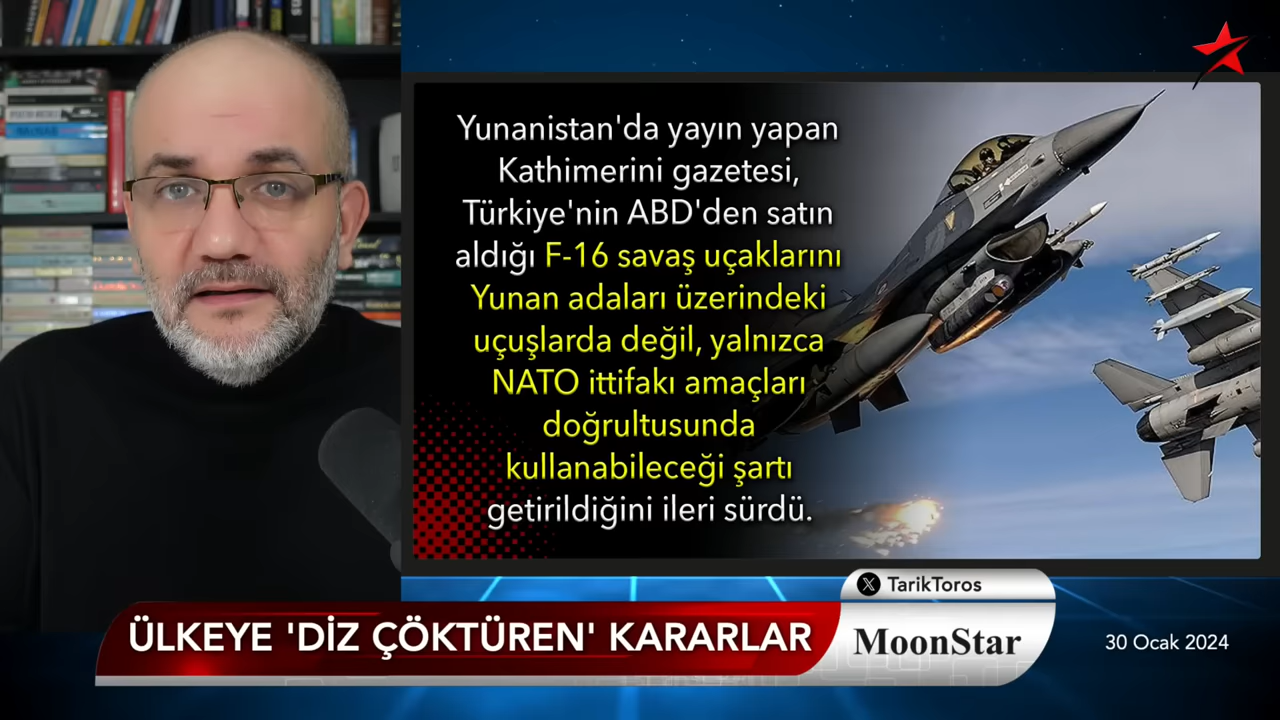 Yunanistan'da yayın yapan
Kathimerini gazetesi,
Türkiye'nin ABD'den satın
aldığı F-16 savaş uçaklarını
Yunan adaları üzerindeki
uçuşlarda değil, yalnızca
NATO ittifakı amaçları
doğrultusunda
kullanabileceği şartı
getirildiğini ileri sürdü.
TarikToros
ÜLKEYE 'DİZ ÇÖKTÜREN' KARARLAR
MoonStar
30 Ocak 2024